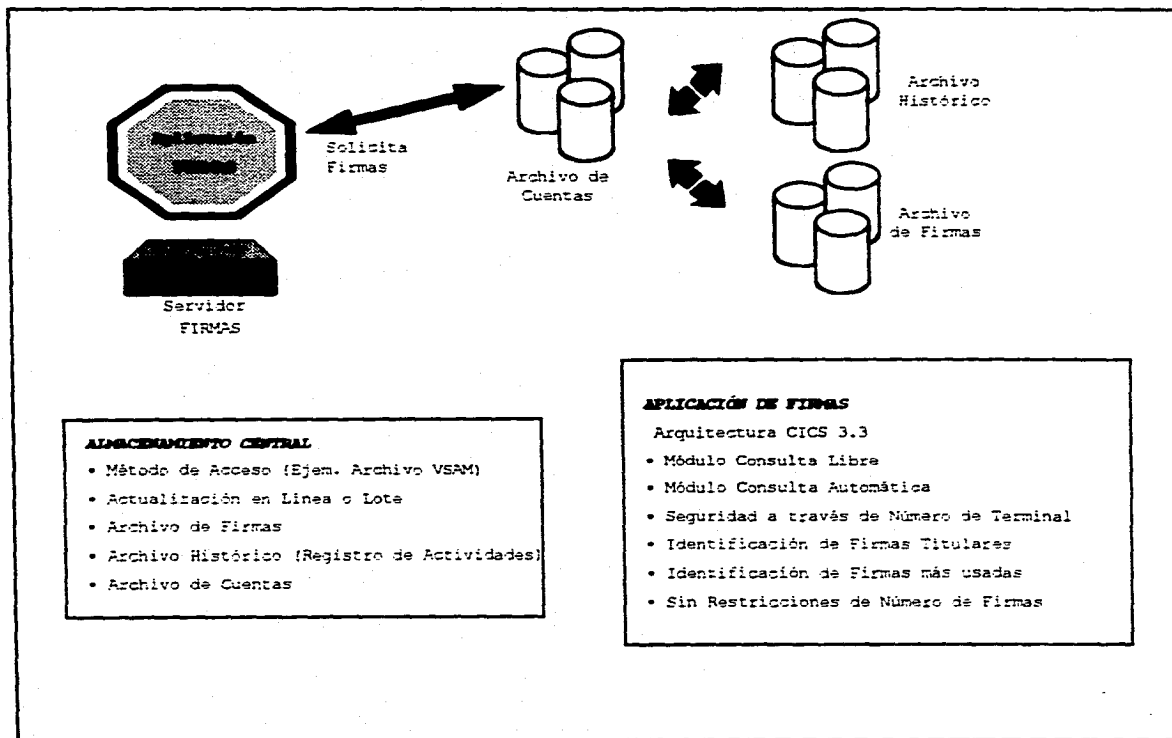 Aplicación
FIRMAS
Servidor
FIRMAS
Solicita
Firmas
Archivo de
Cuentas
Archivo
Histórico
Archivo
de Firmas
ALMACENAMIENTO CENTRAL
• Método de Acceso (Ejem. Archivo VSAM)
• Actualización en Linea o Lote
• Archivo de Firmas
• Archivo Histórico (Registro de Actividades)
• Archivo de Cuentas
APLICACIÓN DE FIRMAS
Arquitectura CICS 3.3
• Módulo Consulta Libre
• Módulo Consulta Automática
• Seguridad a través de Número de Terminal
• Identificación de Firmas Titulares
• Identificación de Firmas más usadas
• Sin Restricciones de Número de Firmas